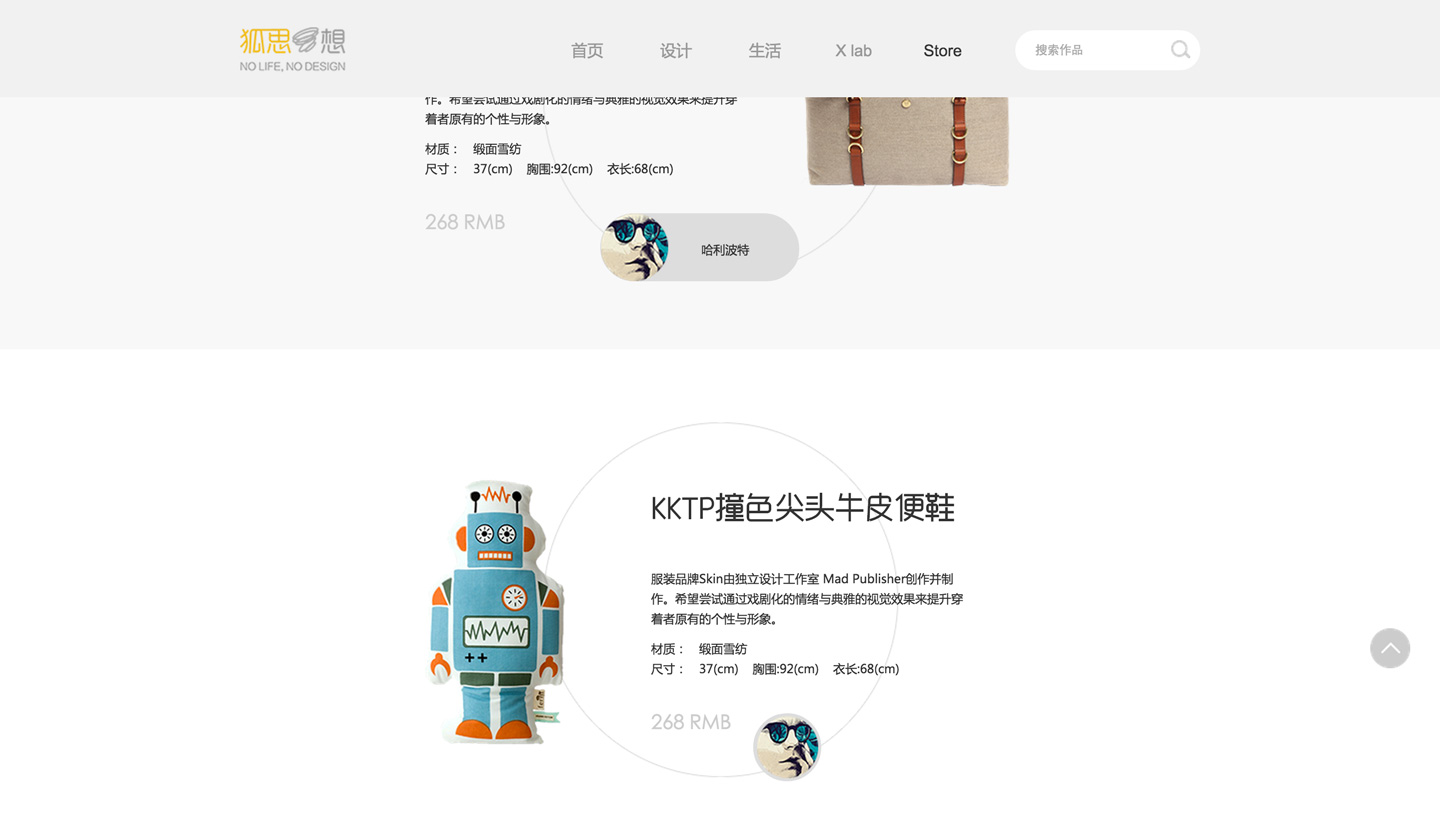 狐思 想
NO LIFE, NO DESIGN
首页
设计
生活
X lab
Store
搜索作品
作。希望尝试通过戏剧化的情绪与典雅的视觉效果来提升穿
着者原有的个性与形象。
材质： 缎面雪纺
尺寸： 37(cm) 胸围:92(cm) 衣长:68(cm)
268 RMB
哈利波特
KKTP撞色尖头牛皮便鞋
服装品牌Skin由独立设计工作室 Mad Publisher创作并制
作。希望尝试通过戏剧化的情绪与典雅的视觉效果来提升穿
着者原有的个性与形象。
材质： 缎面雪纺
尺寸： 37(cm) 胸围:92(cm) 衣长:68(cm)
268 RMB